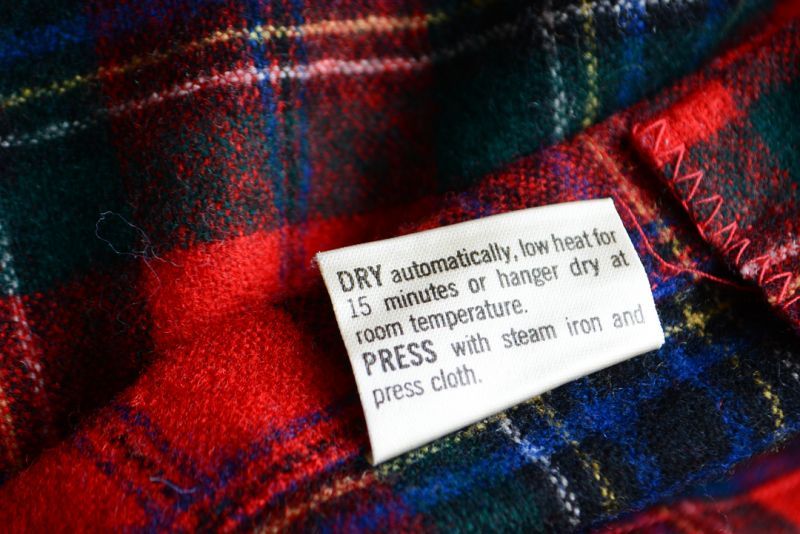 DRY automatically, low heat for
15 minutes or hanger dry at
room temperature.
PRESS with steam iron and
press cloth.